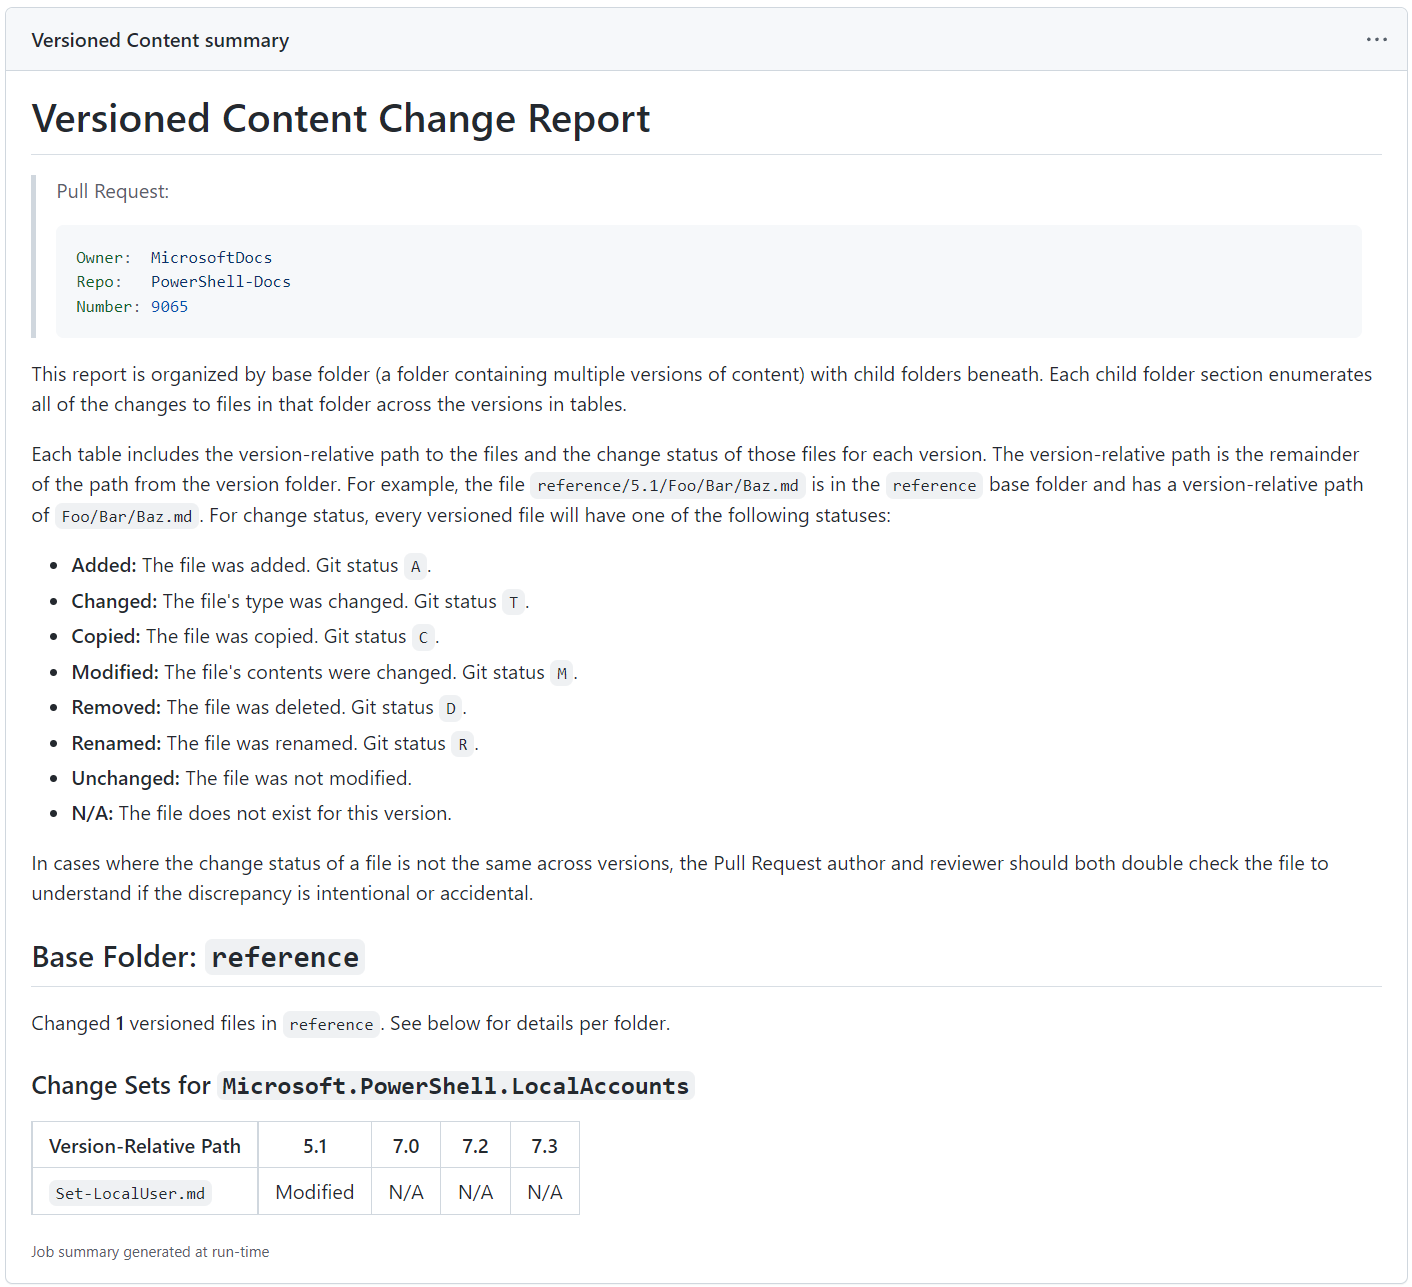 Versioned Content summary
Versioned Content Change Report
Pull Request:
Owner:  MicrosoftDocs
Repo:   PowerShell-Docs
Number: 9065
This report is organized by base folder (a folder containing multiple versions of content) with child folders beneath. Each child folder section enumerates
all of the changes to files in that folder across the versions in tables.
Each table includes the version-relative path to the files and the change status of those files for each version. The version-relative path is the remainder
of the path from the version folder. For example, the file reference/5.1/Foo/Bar/Baz.md is in the reference base folder and has a version-relative path
of Foo/Bar/Baz.md. For change status, every versioned file will have one of the following statuses:
• Added: The file was added. Git status A.
• Changed: The file's type was changed. Git status T.
• Copied: The file was copied. Git status C.
• Modified: The file's contents were changed. Git status M.
• Removed: The file was deleted. Git status D.
• Renamed: The file was renamed. Git status R.
• Unchanged: The file was not modified.
• N/A: The file does not exist for this version.
In cases where the change status of a file is not the same across versions, the Pull Request author and reviewer should both double check the file to
understand if the discrepancy is intentional or accidental.
Base Folder: reference
Changed 1 versioned files in reference. See below for details per folder.
Change Sets for Microsoft.PowerShell.LocalAccounts
Version-Relative Path 5.1 7.0 7.2 7.3
Set-LocalUser.md Modified N/A N/A N/A
Job summary generated at run-time